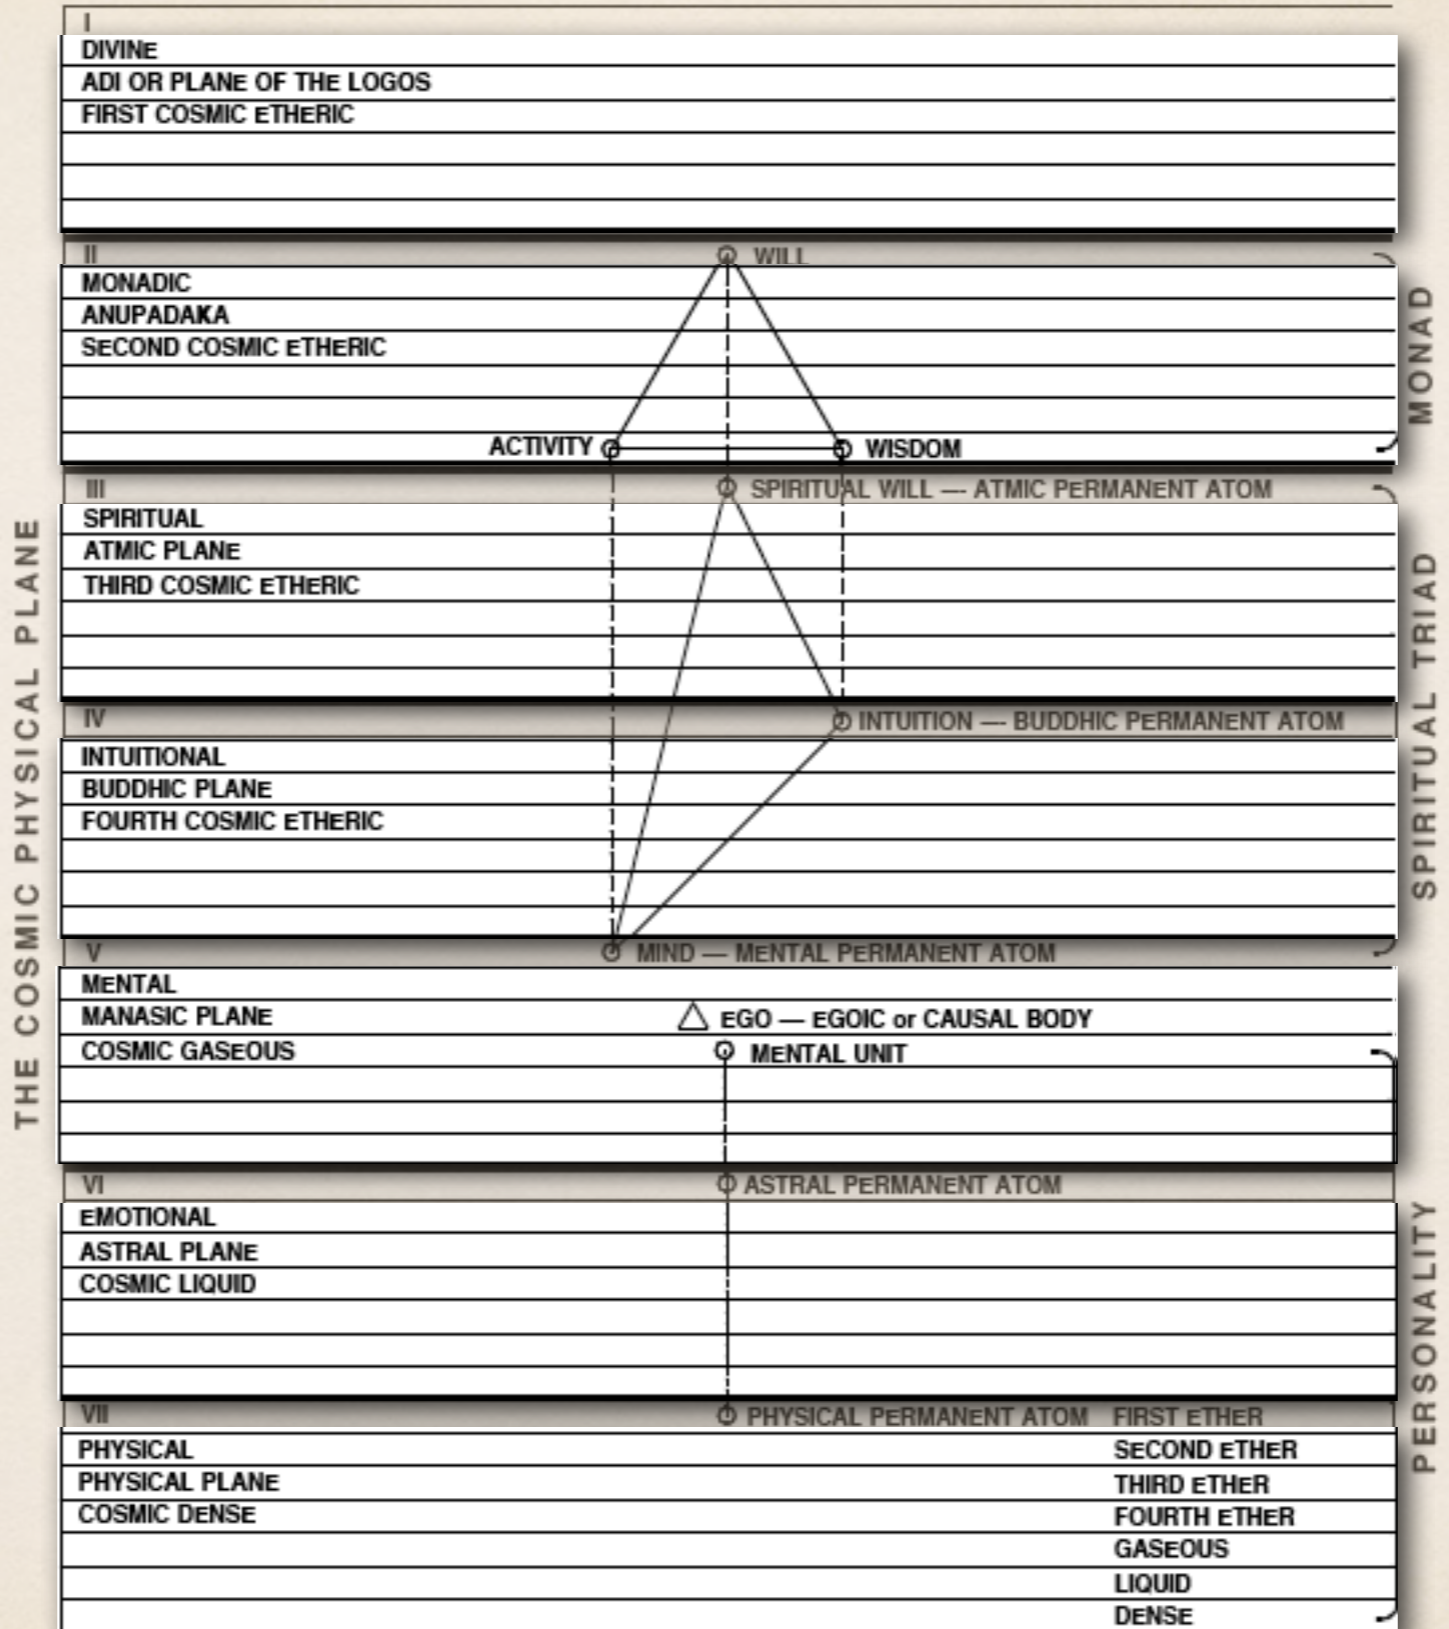 I
DIVINE
ADI OR PLANE OF THE LOGOS
FIRST COSMIC ETHERIC
II
WILL
MONADIC
ANUPADAKA
SECOND COSMIC ETHERIC
ACTIVITY
WISDOM
MONAD
III
SPIRITUAL WILL — ATMIC PERMANENT ATOM
SPIRITUAL
ATMIC PLANE
THIRD COSMIC ETHERIC
IV
INTUITION — BUDDHIC PERMANENT ATOM
INTUITIONAL
BUDDHIC PLANE
FOURTH COSMIC ETHERIC
SPIRITUAL TRIAD
THE COSMIC PHYSICAL PLANE
V
MIND — MENTAL PERMANENT ATOM
MENTAL
MANASIC PLANE
EGO — EGOIC or CAUSAL BODY
COSMIC GASEOUS
MENTAL UNIT
VI
ASTRAL PERMANENT ATOM
EMOTIONAL
ASTRAL PLANE
COSMIC LIQUID
PERSONALITY
VII
PHYSICAL PERMANENT ATOM
FIRST ETHER
PHYSICAL
SECOND ETHER
PHYSICAL PLANE
THIRD ETHER
COSMIC DENSE
FOURTH ETHER
GASEOUS
LIQUID
DENSE